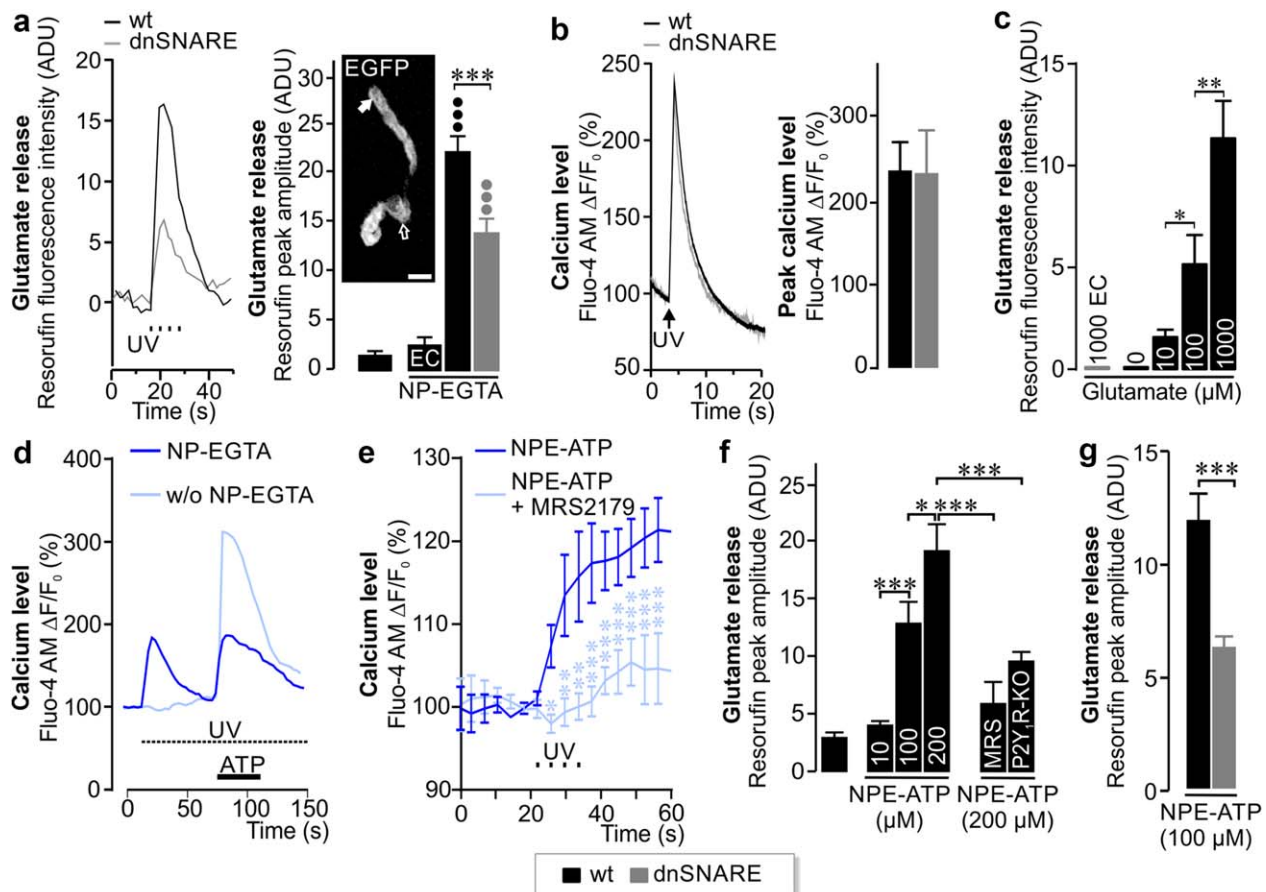 a
wt
dnSNARE
Glutamate release
Resorufin fluorescence intensity (ADU)
20
15
10
5
0
UV
0 20 40
Time (s)
Glutamate release
Resorufin peak amplitude (ADU)
30
25
20
15
10
5
0
EGFP
***
EC
NP-EGTA
b
wt
dnSNARE
Calcium level
Fluo-4 AM ΔF/F0 (%)
250
200
150
100
50
UV
0 10 20
Time (s)
Peak calcium level
Fluo-4 AM ΔF/F0 (%)
300
200
100
0
c
Glutamate release
Resorufin fluorescence intensity (ADU)
15
10
5
0
**
*
1000 EC
0
10
100
1000
Glutamate (µM)
d
NP-EGTA
w/o NP-EGTA
Calcium level
Fluo-4 AM ΔF/F0 (%)
400
300
200
100
0
UV
ATP
0 50 100 150
Time (s)
e
NPE-ATP
NPE-ATP
+ MRS2179
Calcium level
Fluo-4 AM ΔF/F0 (%)
130
120
110
100
90
* ** ** ** *** *** *** ***
UV
0 20 40 60
Time (s)
f
Glutamate release
Resorufin peak amplitude (ADU)
25
20
15
10
5
0
***
* ***
***
10
100
200
MRS
P2Y1R-KO
NPE-ATP
(µM)
NPE-ATP
(200 µM)
g
Glutamate release
Resorufin peak amplitude (ADU)
15
12
9
6
3
0
***
NPE-ATP
(100 µM)
wt dnSNARE